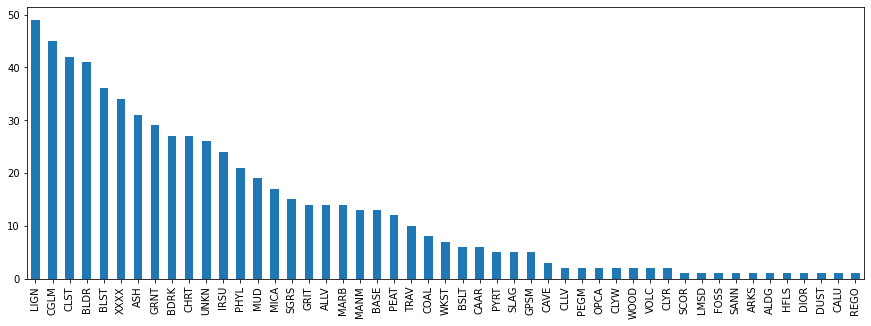 50
40
30
20
10
0
LIGN
CGLM
CLST
BLDR
BLST
XXXX
ASH
GRNT
BDRK
CHRT
UNKN
IRSU
PHYL
MUD
MICA
SGRS
GRIT
ALLV
MARB
MANM
BASE
PEAT
TRAV
COAL
WKST
BSLT
CAAR
PYRT
SLAG
GPSM
CAVE
CLLV
PEGM
OPCA
CLYW
WOOD
VOLC
CLYR
SCOR
LMSD
FOSS
SANN
ARKS
ALDG
HFLS
DIOR
DUST
CALU
REGO